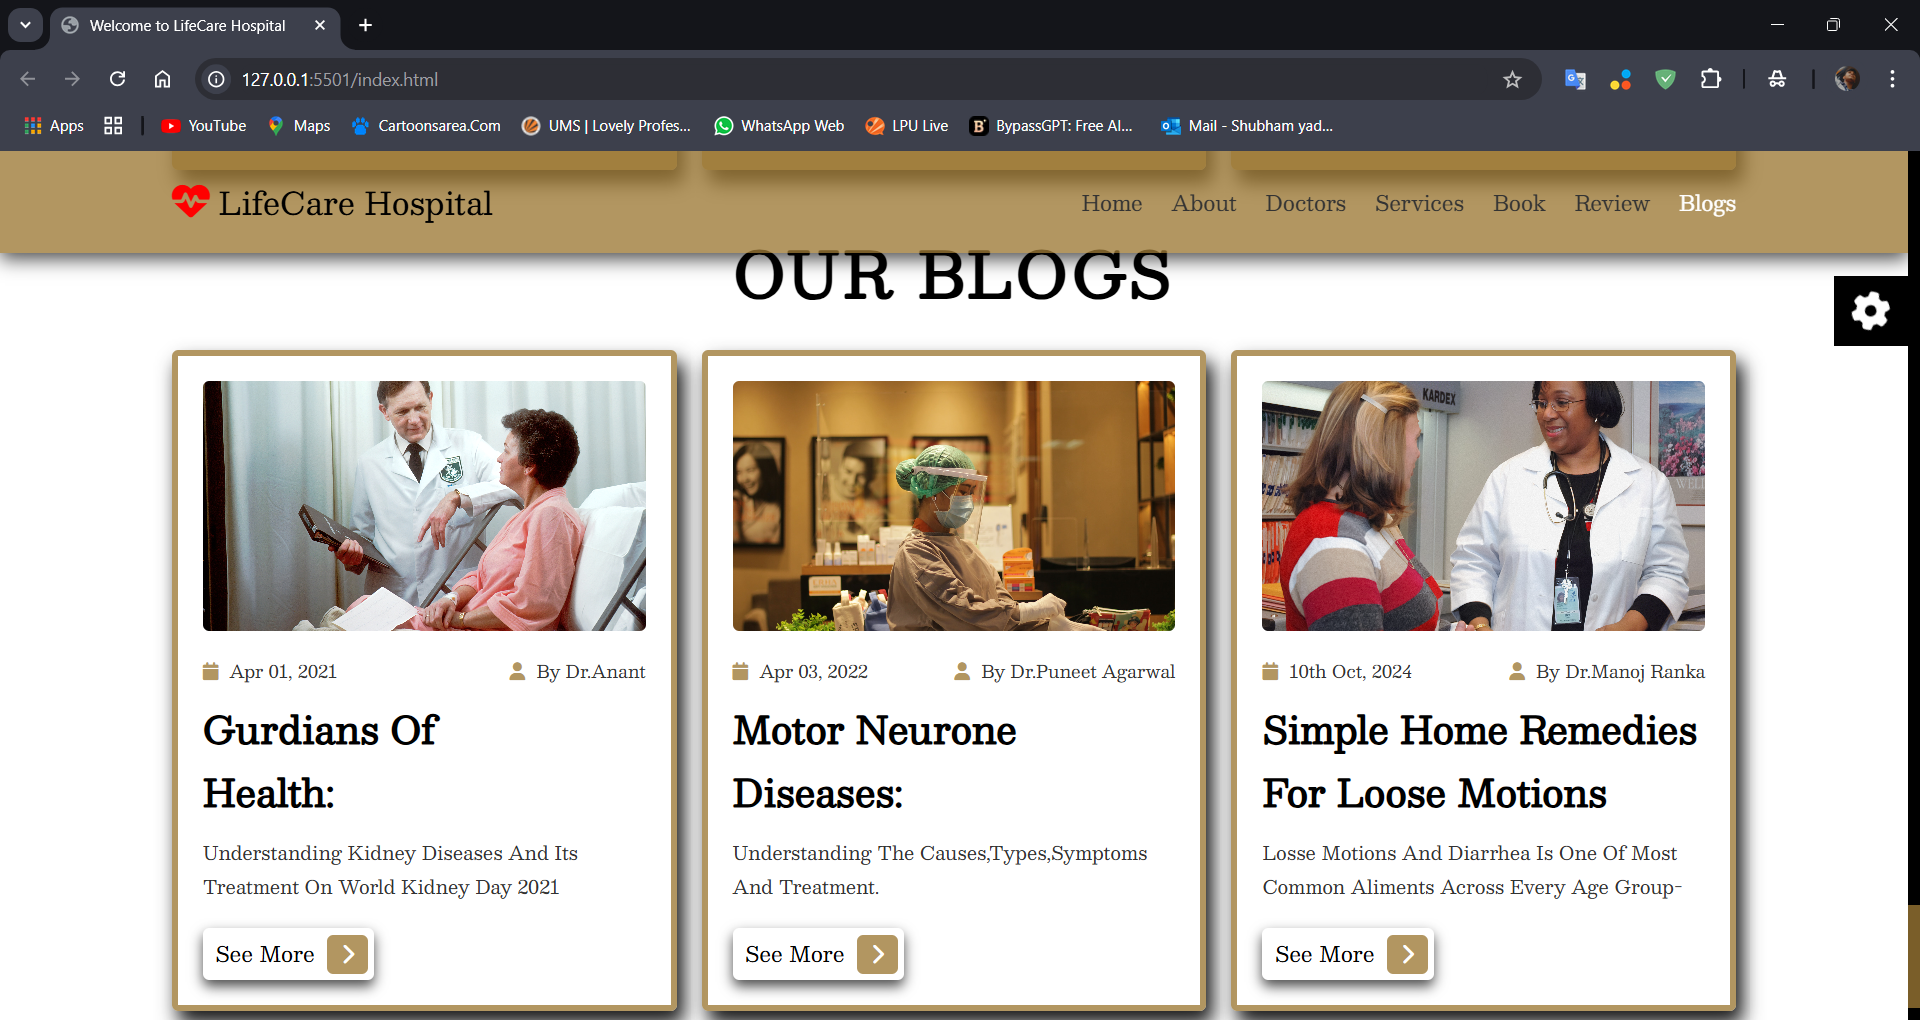 Welcome to LifeCare Hospital
127.0.0.1:5501/index.html
Apps YouTube Maps Cartoonsarea.Com UMS | Lovely Profes... WhatsApp Web LPU Live BypassGPT: Free AI... Mail - Shubham yad...
LifeCare Hospital Home About Doctors Services Book Review Blogs
OUR BLOGS
KARDEX
Apr 01, 2021 By Dr.Anant
Gurdians Of
Health:
Understanding Kidney Diseases And Its
Treatment On World Kidney Day 2021
See More
Apr 03, 2022 By Dr.Puneet Agarwal
Motor Neurone
Diseases:
Understanding The Causes,Types,Symptoms
And Treatment.
See More
10th Oct, 2024 By Dr.Manoj Ranka
Simple Home Remedies
For Loose Motions
Losse Motions And Diarrhea Is One Of Most
Common Aliments Across Every Age Group-
See More